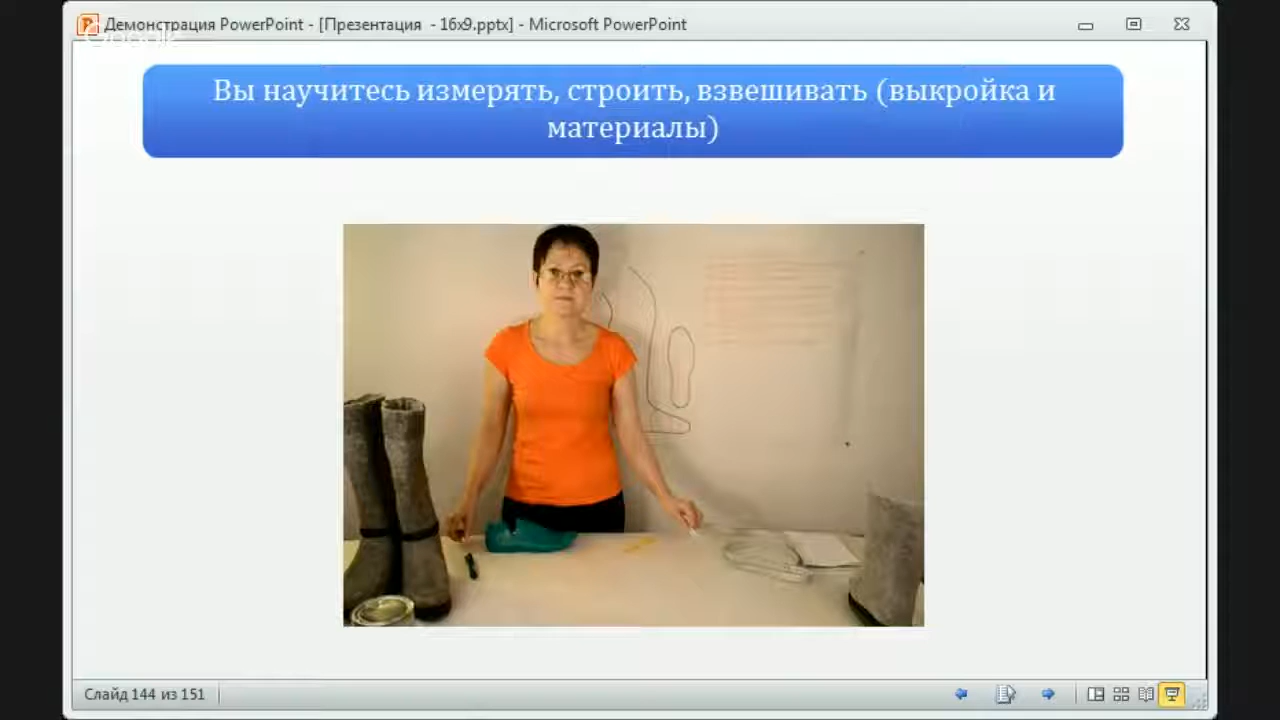 Демонстрация PowerPoint - [Презентация - 16x9.pptx] - Microsoft PowerPoint
Вы научитесь измерять, строить, взвешивать (выкройка и
материалы)
Слайд 144 из 151